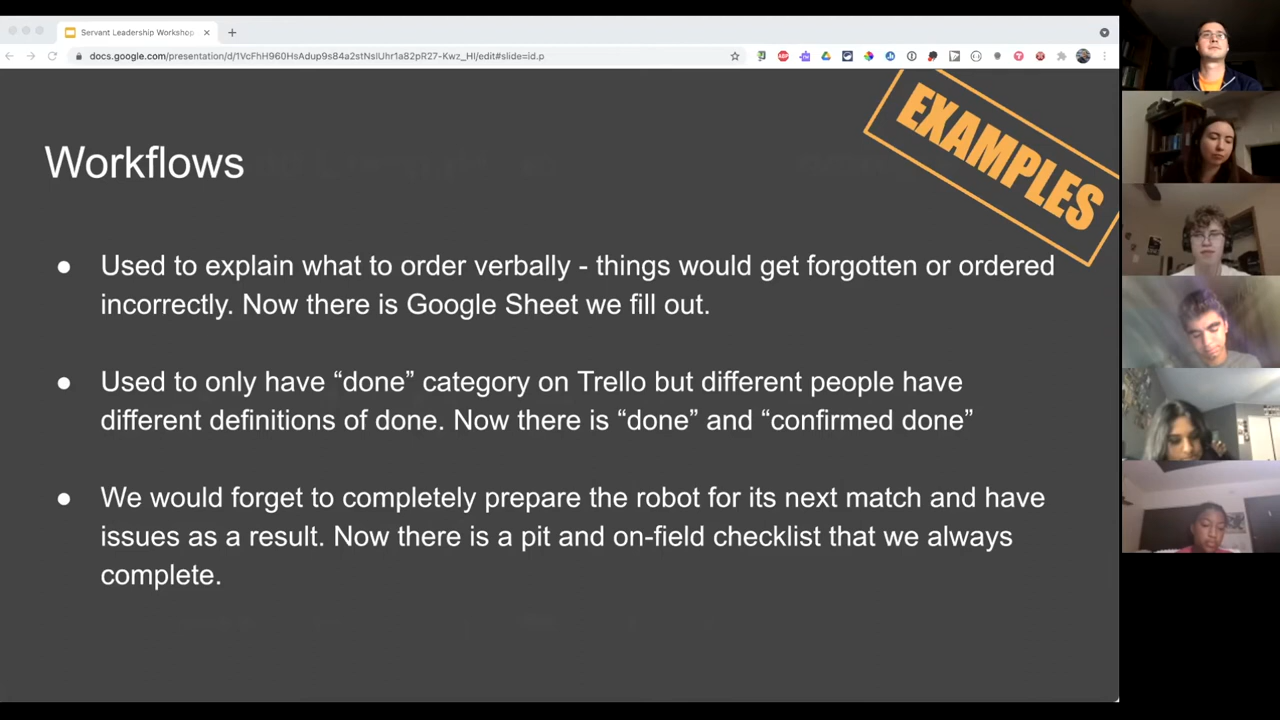 Servant Leadership Workshop
docs.google.com/presentation/d/1VcFhH960HsAdup9s84a2stNslUhr1a82pR27-Kwz_HI/edit#slide=id.p
EXAMPLES
Workflows
Used to explain what to order verbally - things would get forgotten or ordered
incorrectly. Now there is Google Sheet we fill out.
Used to only have “done” category on Trello but different people have
different definitions of done. Now there is “done” and “confirmed done”
We would forget to completely prepare the robot for its next match and have
issues as a result. Now there is a pit and on-field checklist that we always
complete.